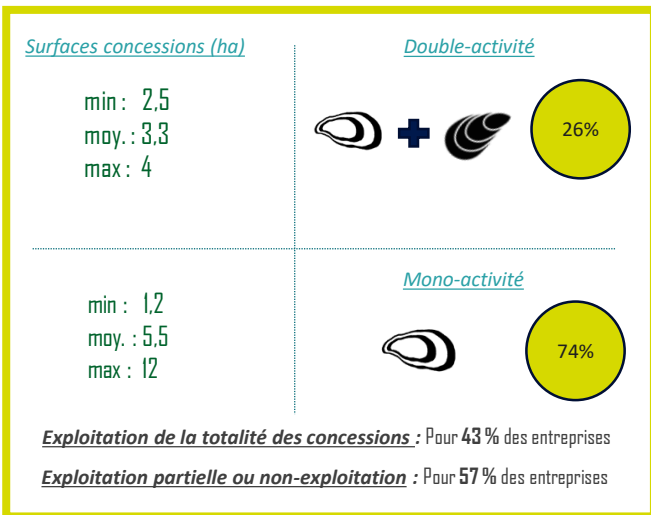 Surfaces concessions (ha)
Double-activité
min : 2,5
moy. : 3,3
max : 4
26%
Mono-activité
min : 1,2
moy. : 5,5
max : 12
74%
Exploitation de la totalité des concessions : Pour 43 % des entreprises
Exploitation partielle ou non-exploitation : Pour 57 % des entreprises